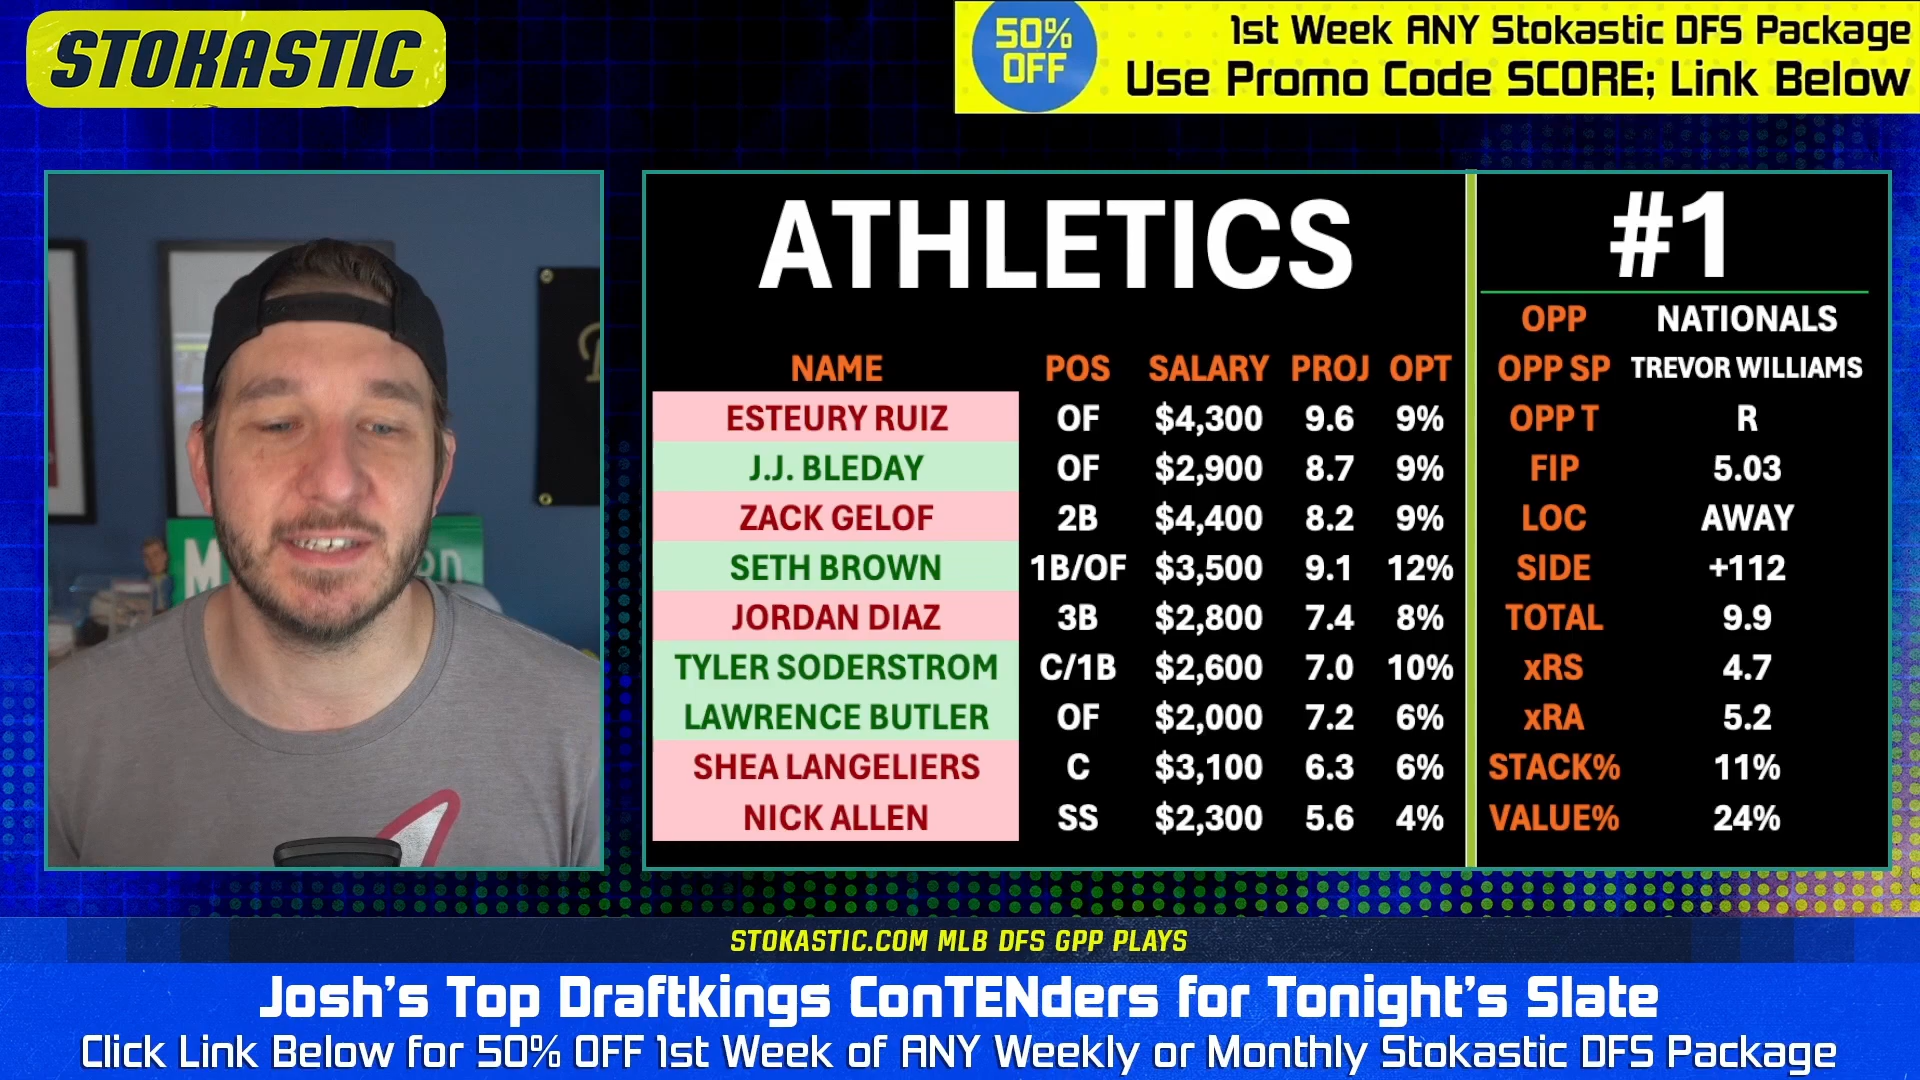 STOKASTIC
50%
OFF
1st Week ANY Stokastic DFS Package
Use Promo Code SCORE; Link Below
ATHLETICS
#1
NAME POS SALARY PROJ OPT
ESTEURY RUIZ OF $4,300 9.6 9%
J.J. BLEDAY OF $2,900 8.7 9%
ZACK GELOF 2B $4,400 8.2 9%
SETH BROWN 1B/OF $3,500 9.1 12%
JORDAN DIAZ 3B $2,800 7.4 8%
TYLER SODERSTROM C/1B $2,600 7.0 10%
LAWRENCE BUTLER OF $2,000 7.2 6%
SHEA LANGELIERS C $3,100 6.3 6%
NICK ALLEN SS $2,300 5.6 4%
OPP NATIONALS
OPP SP TREVOR WILLIAMS
OPP T R
FIP 5.03
LOC AWAY
SIDE +112
TOTAL 9.9
xRS 4.7
xRA 5.2
STACK% 11%
VALUE% 24%
STOKASTIC.COM MLB DFS GPP PLAYS
Josh's Top Draftkings ConTENders for Tonight's Slate
Click Link Below for 50% OFF 1st Week of ANY Weekly or Monthly Stokastic DFS Package